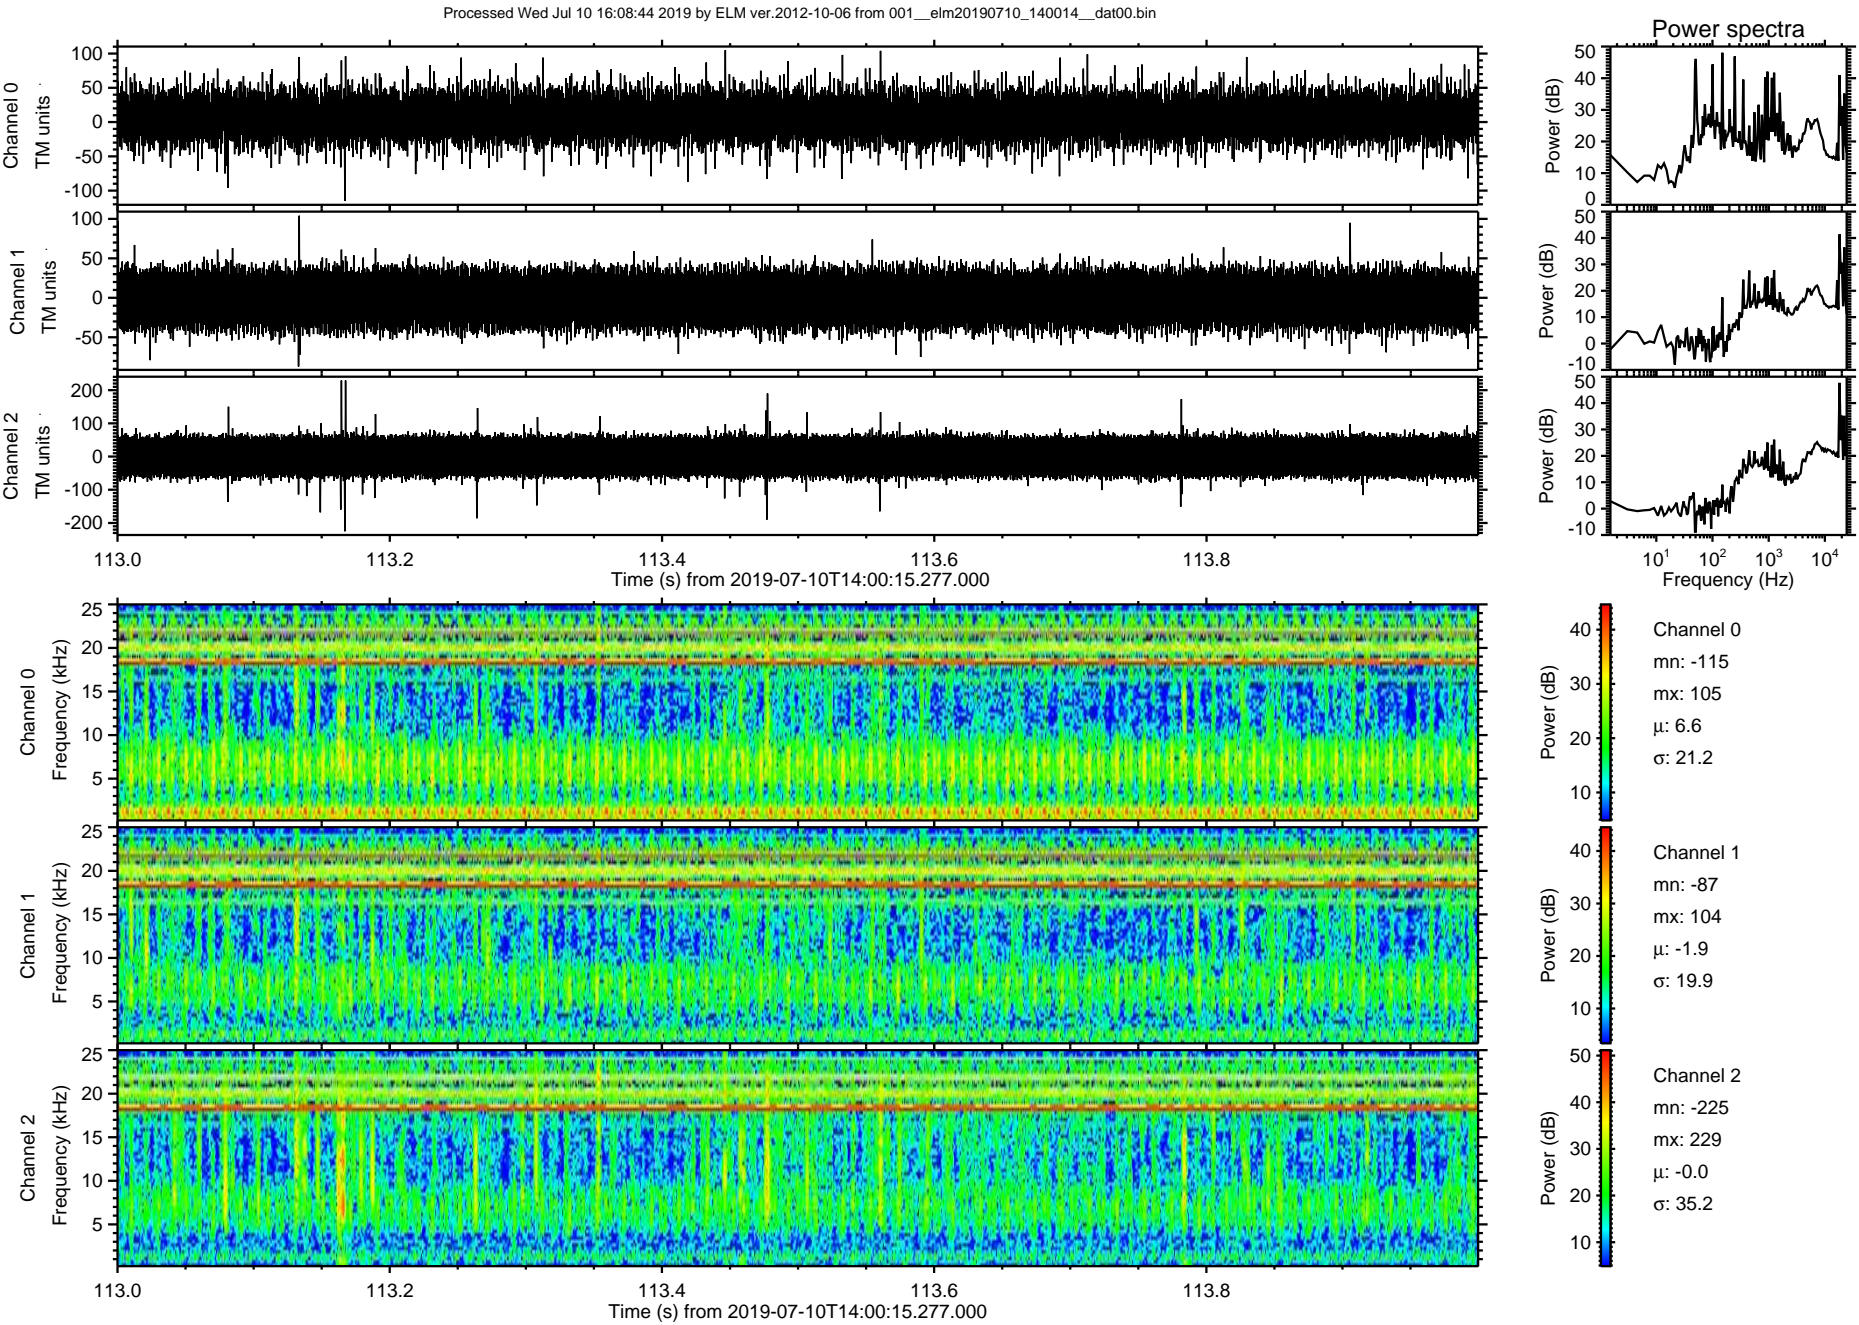 Processed Wed Jul 10 16:08:44 2019 by ELM ver.2012-10-06 from 001__elm20190710_140014__dat00.bin
Power spectra
Channel 0
TM units
100
50
0
-50
-100
Power (dB)
50
40
30
20
10
0
Channel 1
TM units
100
50
0
-50
Power (dB)
50
40
30
20
10
0
-10
Channel 2
TM units
200
100
0
-100
-200
Power (dB)
50
40
30
20
10
0
-10
113.0 113.2 113.4 113.6 113.8
Time (s) from 2019-07-10T14:00:15.277.000
10^1 10^2 10^3 10^4
Frequency (Hz)
Channel 0
Frequency (kHz)
25
20
15
10
5
Power (dB)
40
30
20
10
Channel 0
mn: -115
mx: 105
μ: 6.6
σ: 21.2
Channel 1
Frequency (kHz)
25
20
15
10
5
Power (dB)
40
30
20
10
Channel 1
mn: -87
mx: 104
μ: -1.9
σ: 19.9
Channel 2
Frequency (kHz)
25
20
15
10
5
Power (dB)
50
40
30
20
10
Channel 2
mn: -225
mx: 229
μ: -0.0
σ: 35.2
113.0 113.2 113.4 113.6 113.8
Time (s) from 2019-07-10T14:00:15.277.000